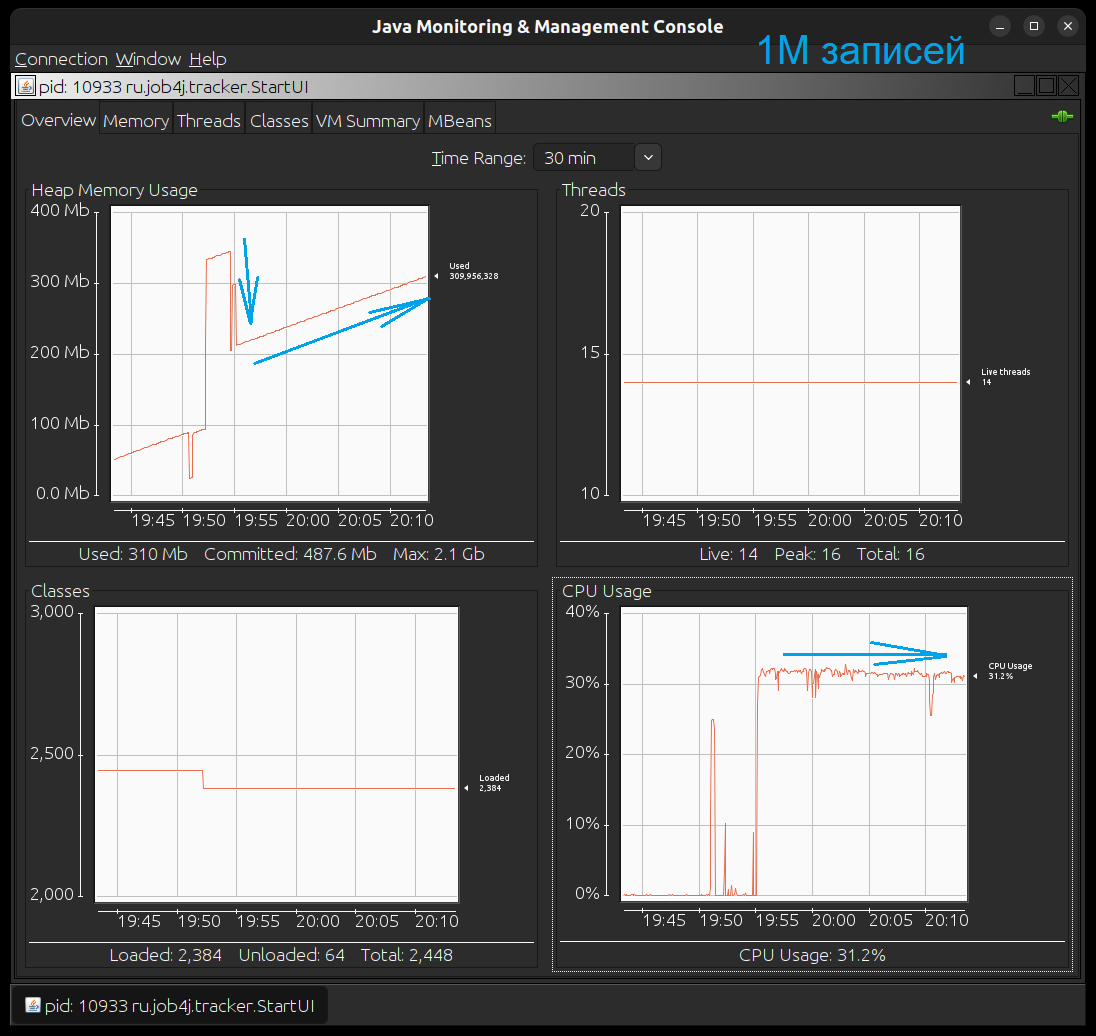 Java Monitoring & Management Console
1М записей
Connection Window Help
pid: 10933 ru.job4j.tracker.StartUI
Overview Memory Threads Classes VM Summary MBeans
Time Range: 30 min
Heap Memory Usage
400 Mb
300 Mb
200 Mb
100 Mb
0.0 Mb
Used
309,956,328
19:45 19:50 19:55 20:00 20:05 20:10
Used: 310 Mb Committed: 487.6 Mb Max: 2.1 Gb
Threads
20
15
10
Live threads
14
19:45 19:50 19:55 20:00 20:05 20:10
Live: 14 Peak: 16 Total: 16
Classes
3,000
2,500
2,000
Loaded
2,384
19:45 19:50 19:55 20:00 20:05 20:10
Loaded: 2,384 Unloaded: 64 Total: 2,448
CPU Usage
40%
30%
20%
10%
0%
CPU Usage
31.2%
19:45 19:50 19:55 20:00 20:05 20:10
CPU Usage: 31.2%
pid: 10933 ru.job4j.tracker.StartUI